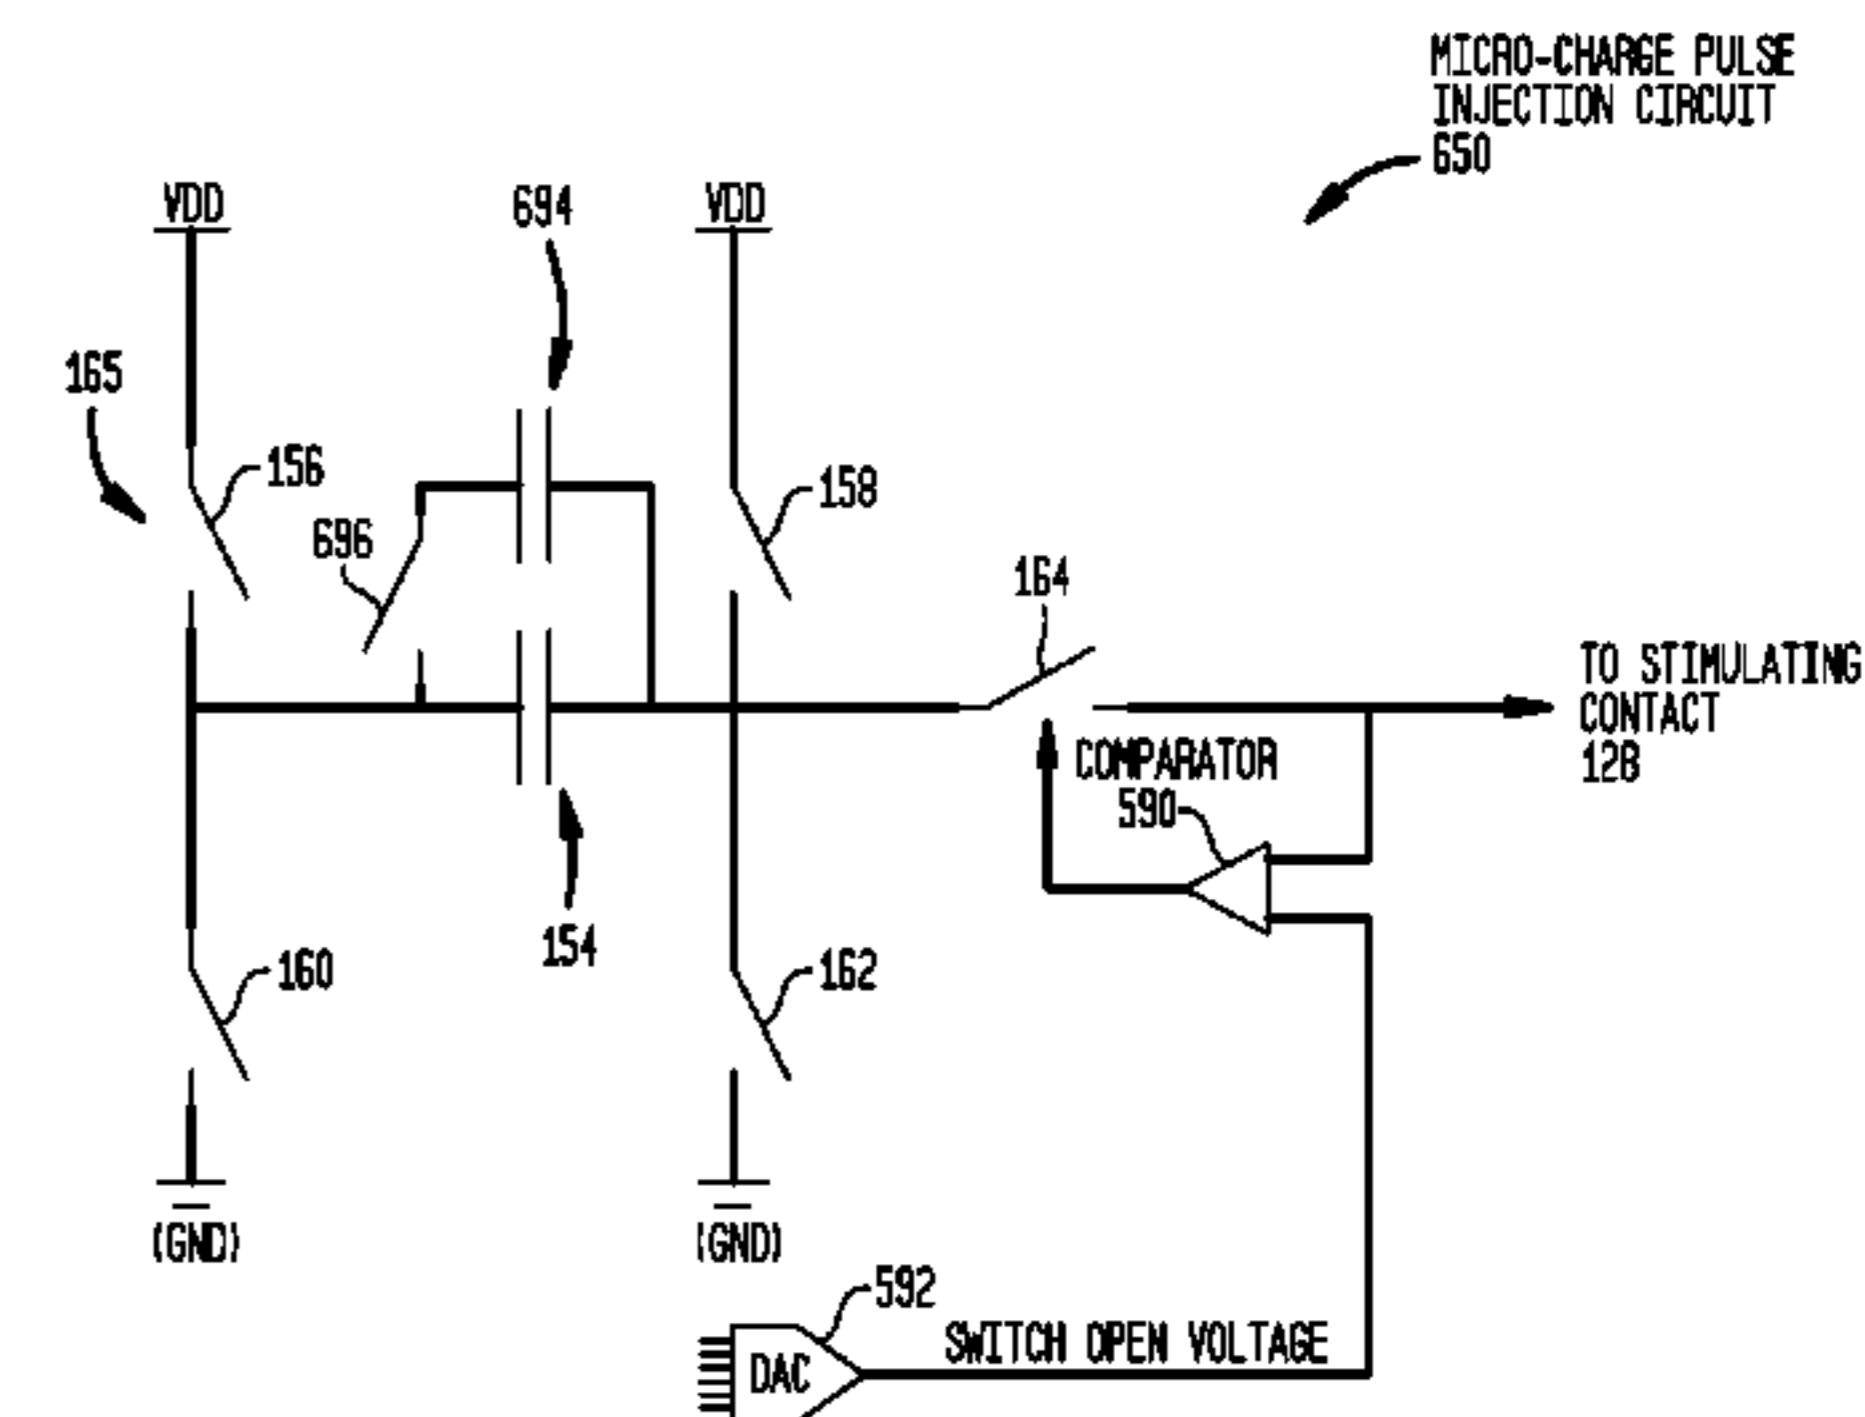 MICRO-CHARGE PULSE
INJECTION CIRCUIT
650
VDD
694
VDD
165
156
158
696
164
TO STIMULATING
CONTACT
128
COMPARATOR
590
154
160
162
(GND)
(GND)
592
SWITCH OPEN VOLTAGE
DAC